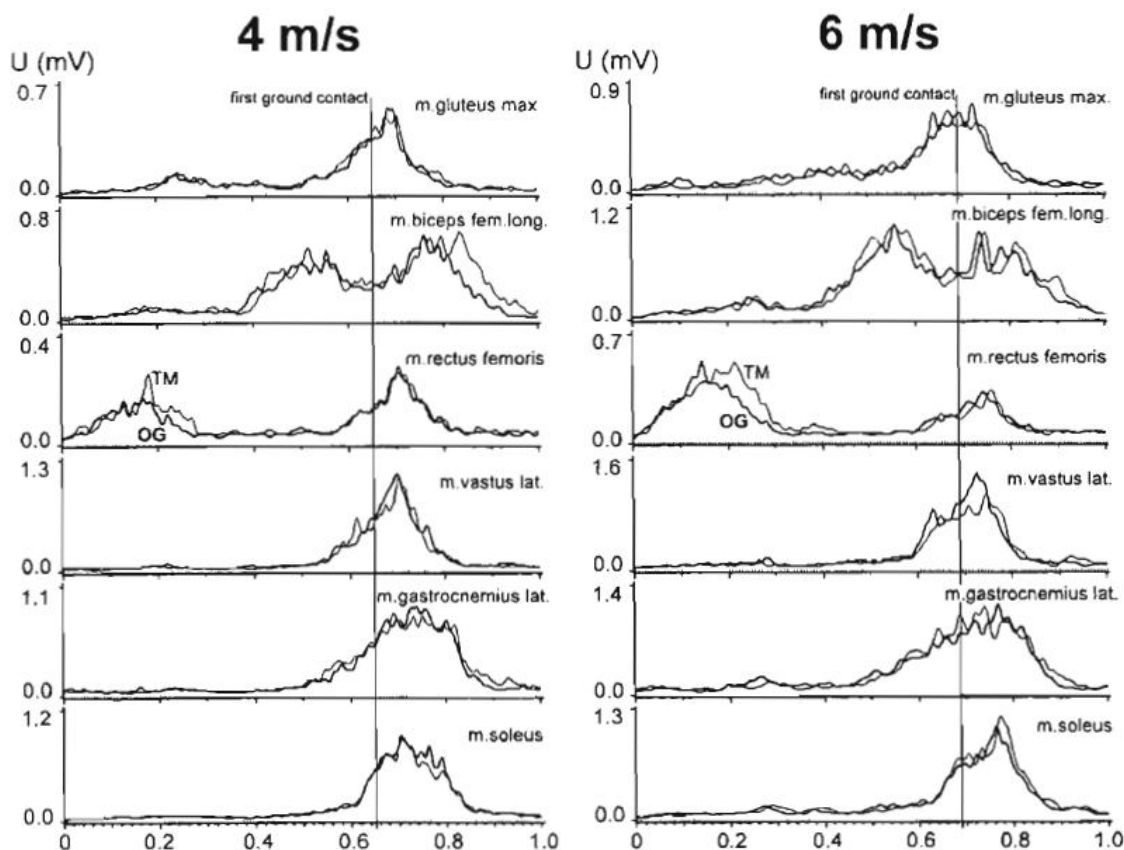 4 m/s
U (mV)
0.7
first ground contact
m.gluteus max
0.0
0.8
m.biceps fem.long.
0.0
0.4
m.rectus femoris
TM
OG
0.0
1.3
m.vastus lat.
0.0
1.1
m.gastrocnemius lat.
0.0
1.2
m.soleus
0.0
0 0.2 0.4 0.6 0.8 1.0
6 m/s
U (mV)
0.9
first ground contact
m.gluteus max.
0.0
1.2
m.biceps fem.long.
0.0
0.7
m.rectus femoris
TM
OG
0.0
1.6
m.vastus lat.
0.0
1.4
m.gastrocnemius lat.
0.0
1.3
m.soleus
0.0
0 0.2 0.4 0.6 0.8 1.0